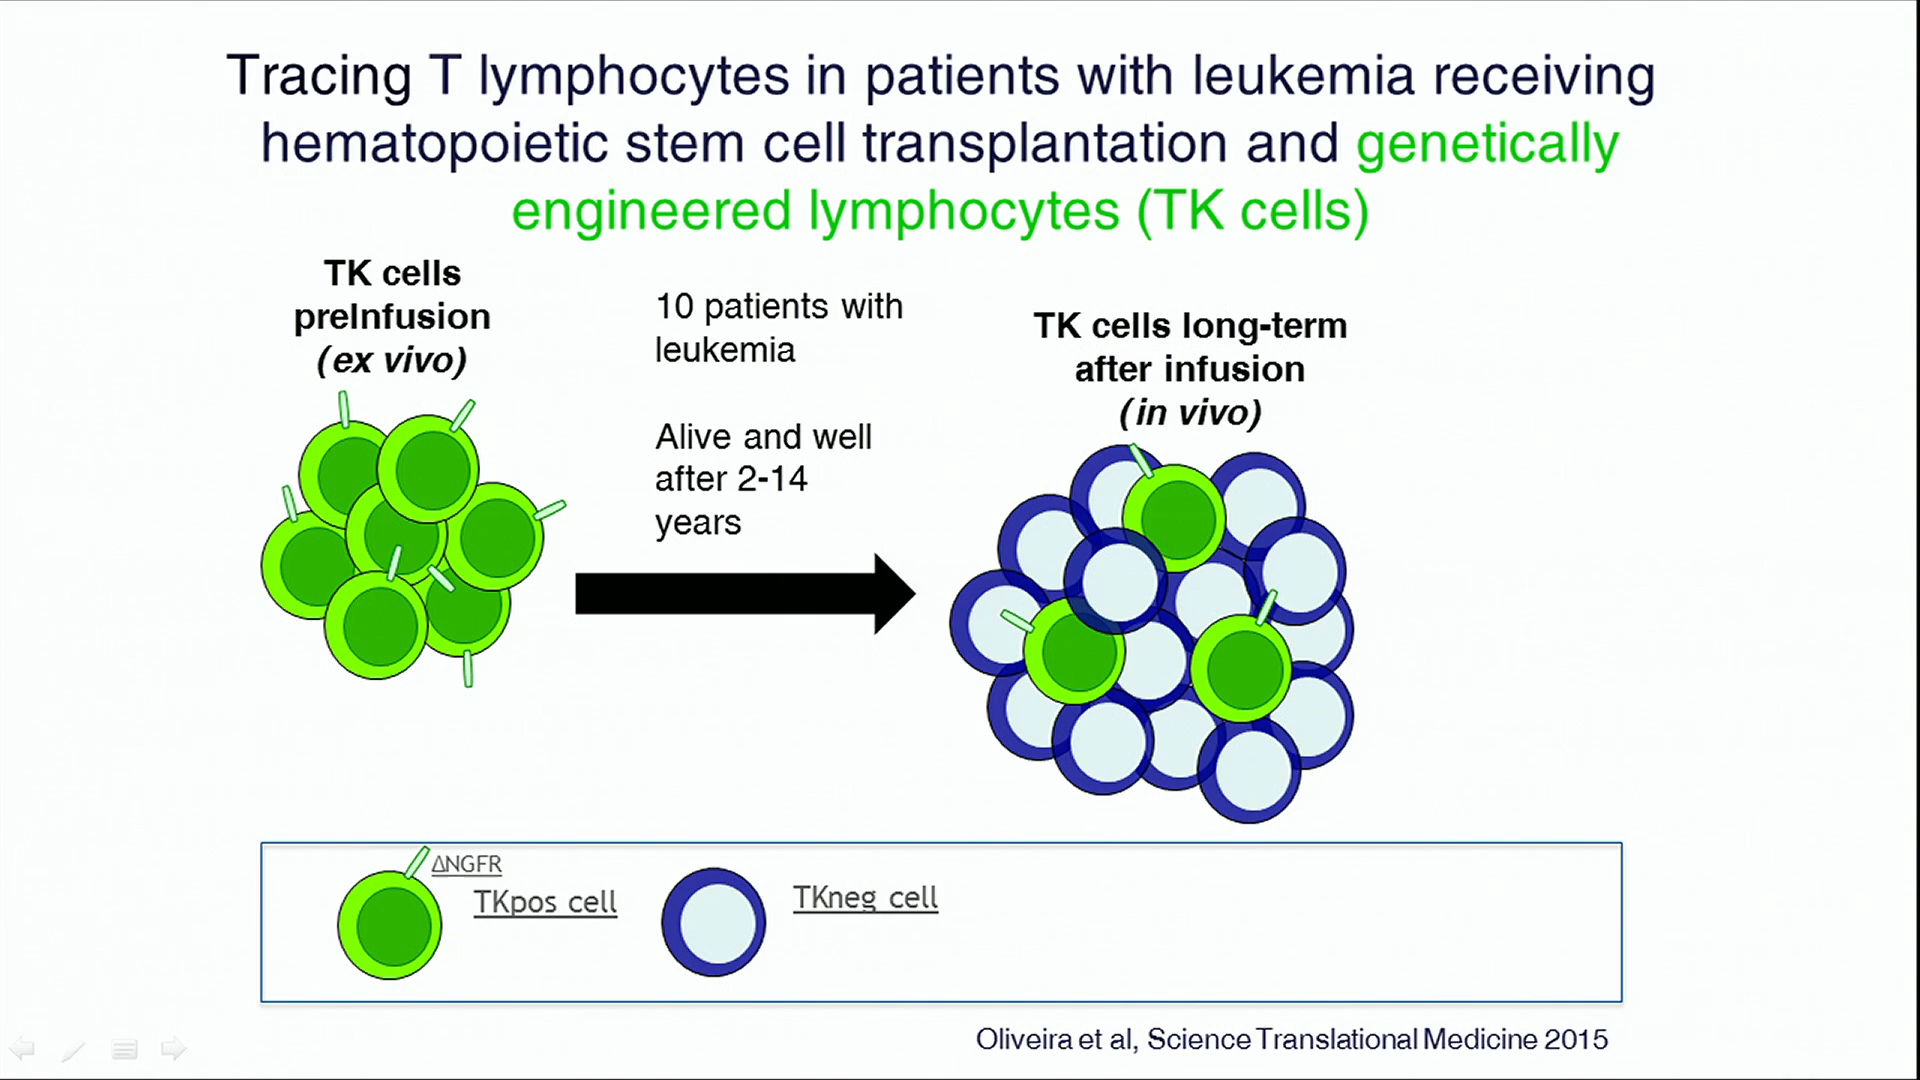 Tracing T lymphocytes in patients with leukemia receiving
hematopoietic stem cell transplantation and genetically
engineered lymphocytes (TK cells)
TK cells
preInfusion
(ex vivo)
10 patients with
leukemia
Alive and well
after 2-14
years
TK cells long-term
after infusion
(in vivo)
ΔNGFR
TKpos cell
TKneg cell
Oliveira et al, Science Translational Medicine 2015